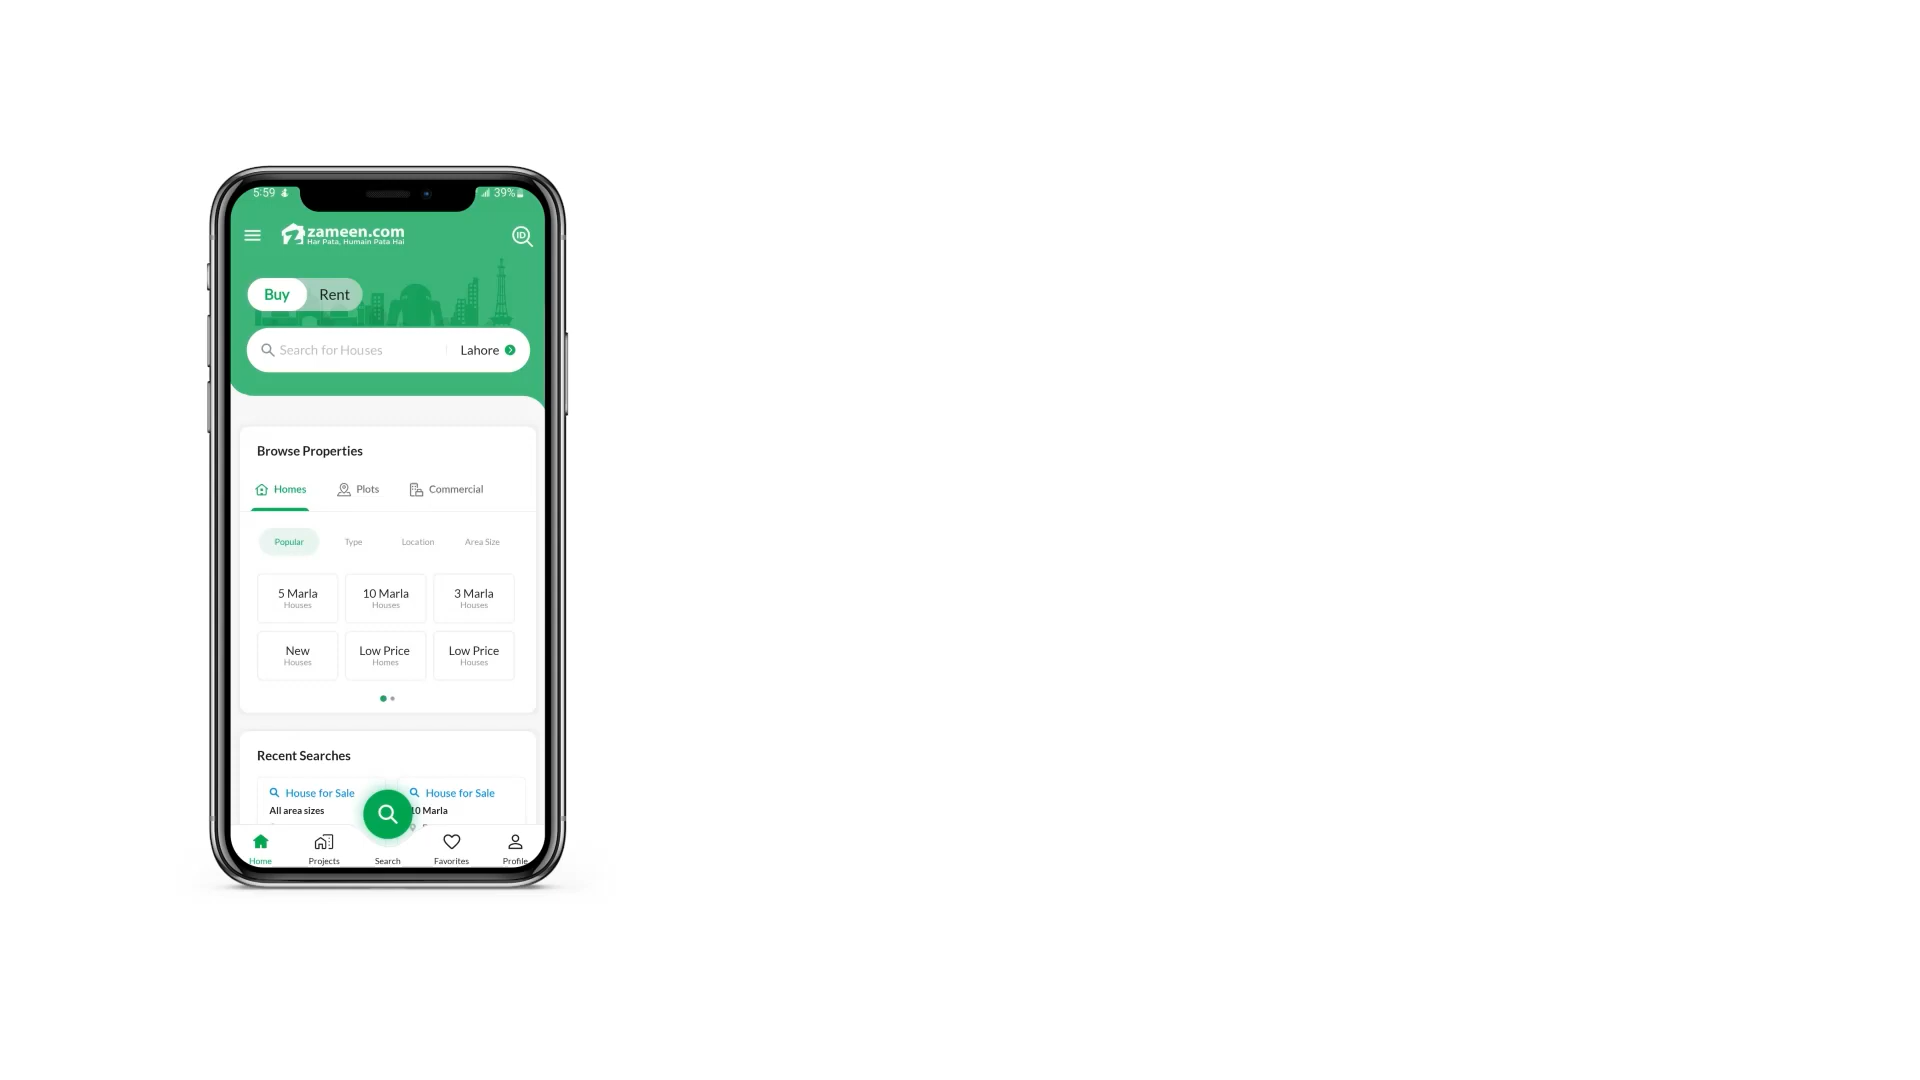 5:59
39%
zameen.com
Har Pata, Humain Pata Hai
ID
Buy Rent
Search for Houses Lahore
Browse Properties
Homes Plots Commercial
Popular Type Location Area Size
5 Marla 10 Marla 3 Marla
Houses Houses Houses
New Low Price Low Price
Houses Homes Houses
Recent Searches
House for Sale House for Sale
All area sizes 10 Marla
Home Projects Search Favorites Profile